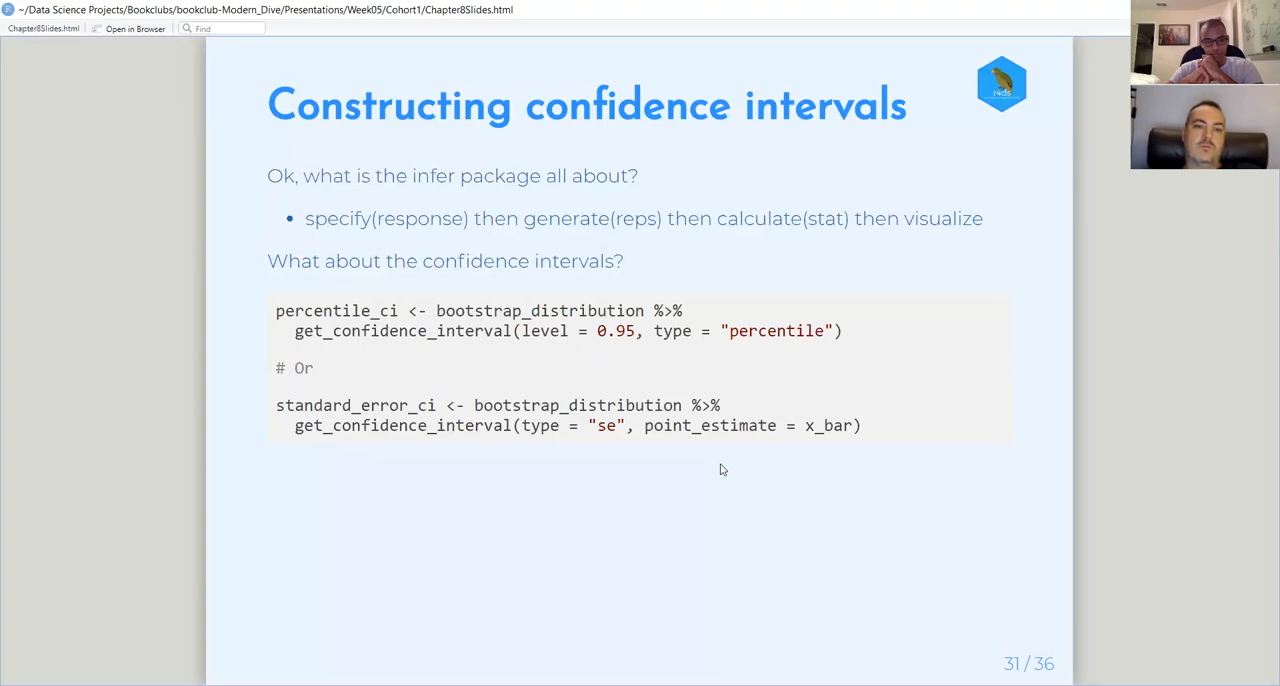 ~/Data Science Projects/Bookclubs/bookclub-Modern_Dive/Presentations/Week05/Cohort1/Chapter8Slides.html
Chapter8Slides.html
Open in Browser
Find
Constructing confidence intervals
r4ds
Ok, what is the infer package all about?
• specify(response) then generate(reps) then calculate(stat) then visualize
What about the confidence intervals?
percentile_ci <- bootstrap_distribution %>%
get_confidence_interval(level = 0.95, type = "percentile")
# Or
standard_error_ci <- bootstrap_distribution %>%
get_confidence_interval(type = "se", point_estimate = x_bar)
31 / 36